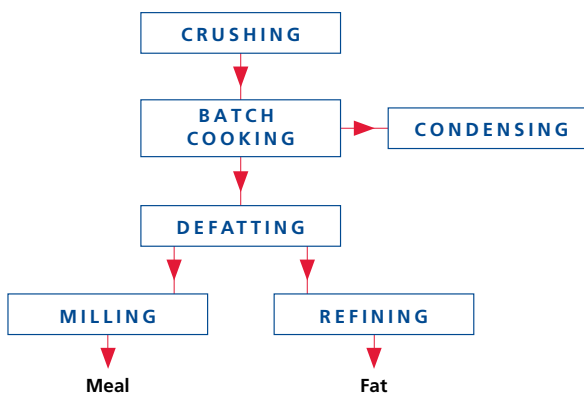 CRUSHING
BATCH
COOKING
CONDENSING
DEFATTING
MILLING
REFINING
Meal
Fat